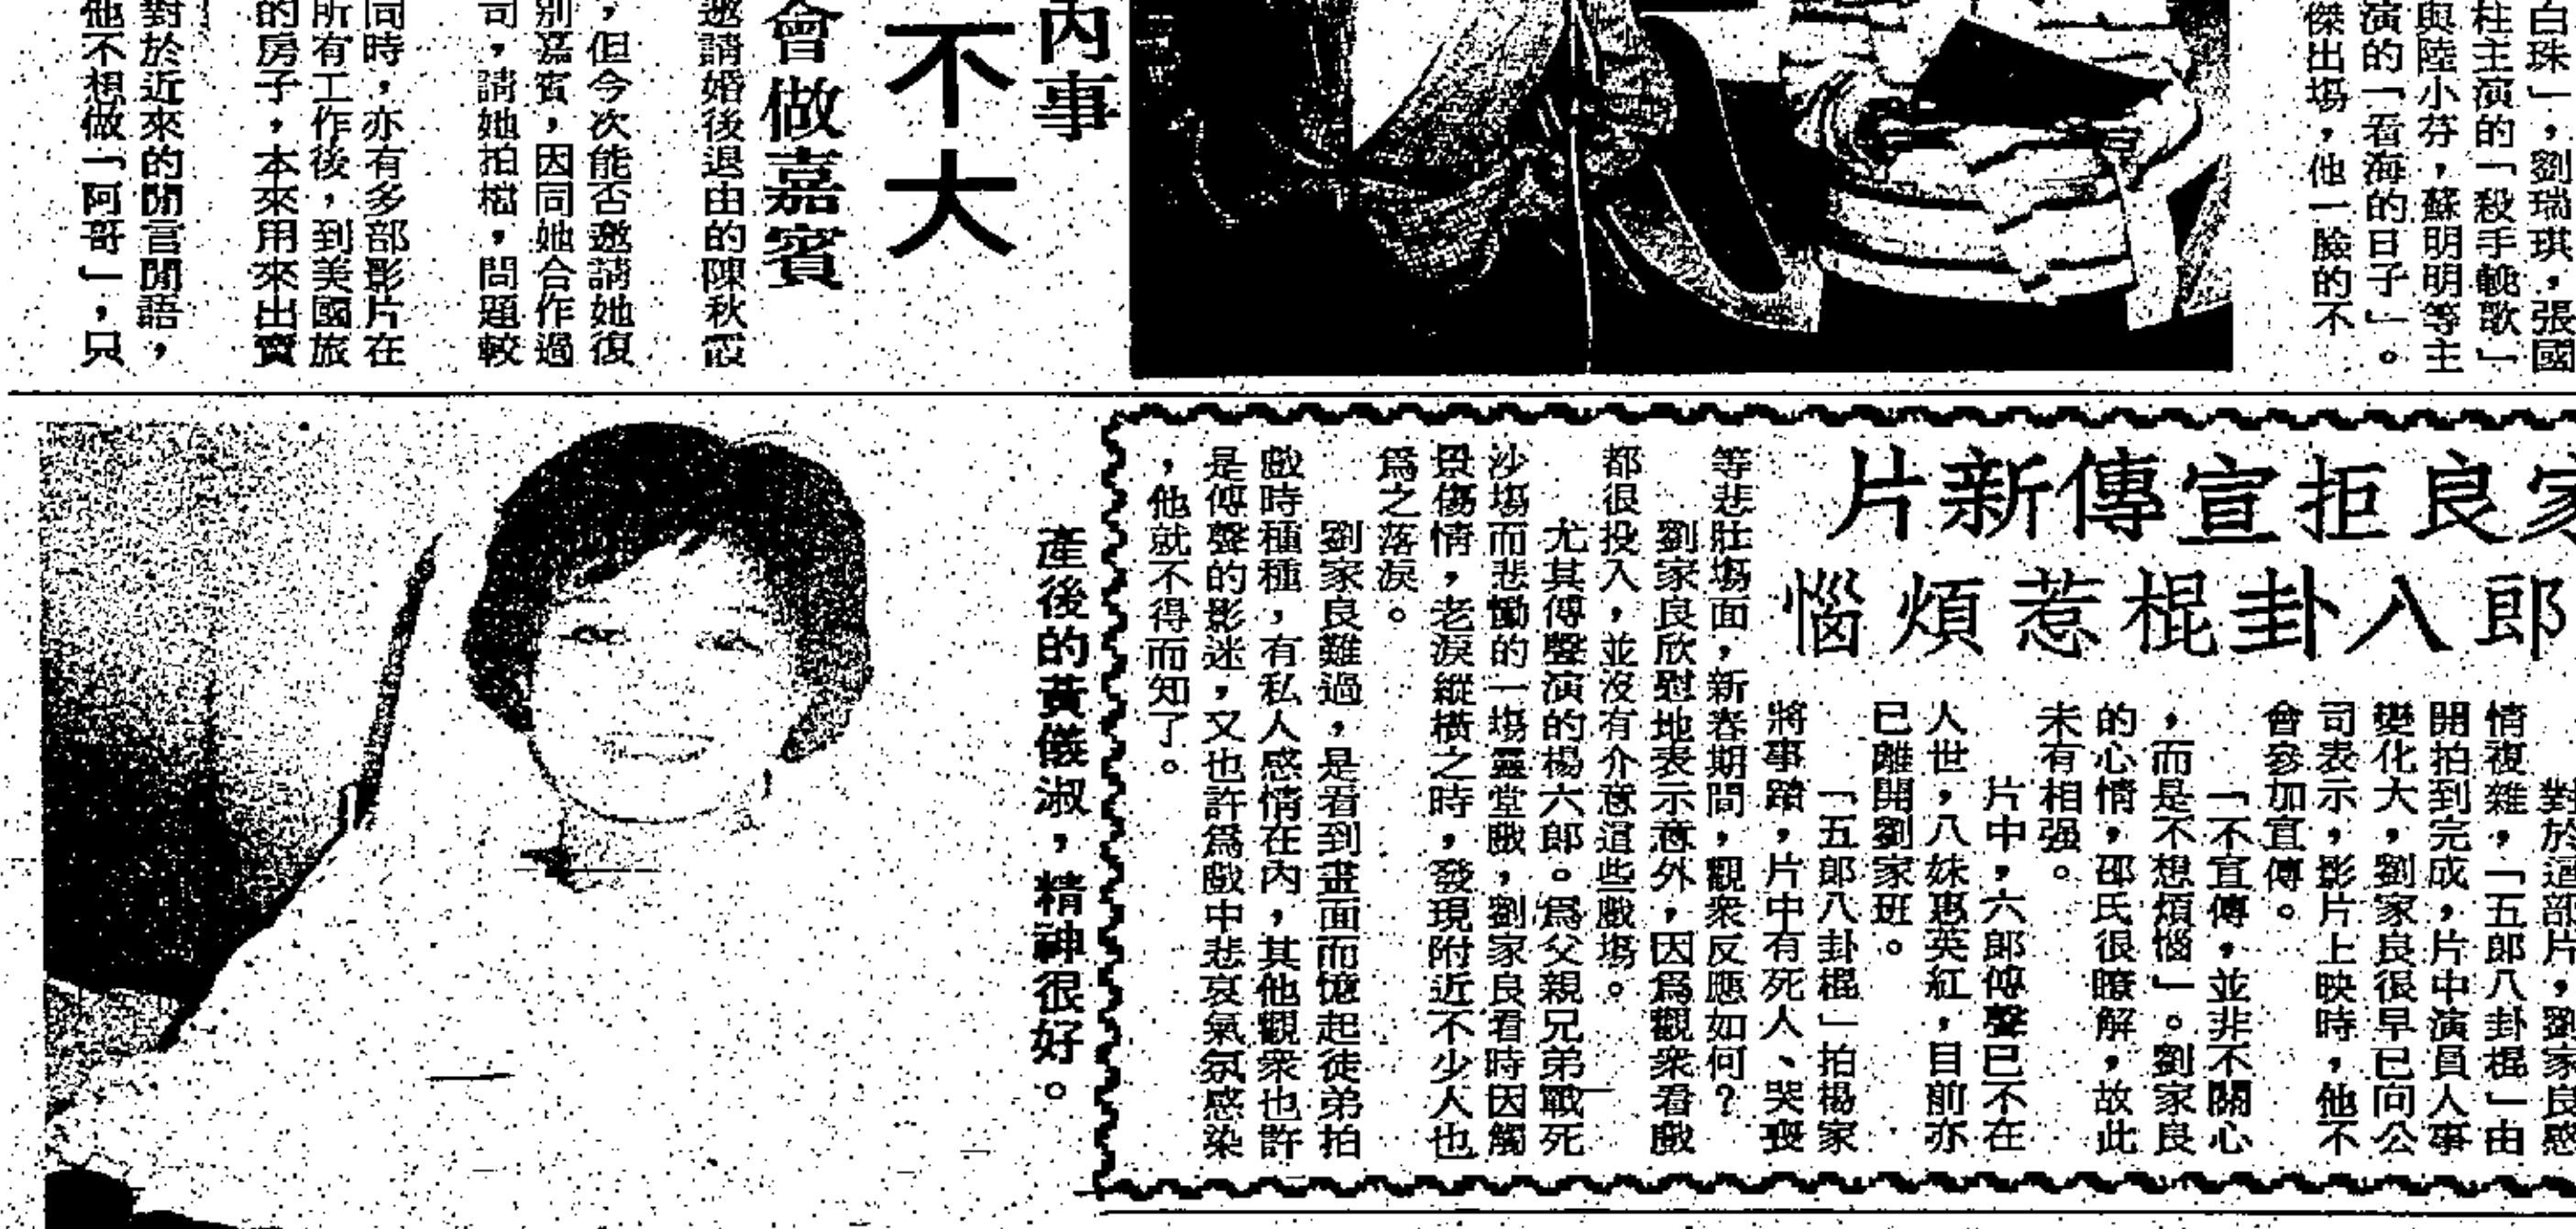 白珠」，劉瑞琪，張國
柱主演的「殺手輓歌」
與陸小芬，蘇明明等主
演的「看海的日子」。
傑出場，他一臉的不
內事
不大
會做嘉賓
邀請婚後退出的陳秋霞
，但今次能否邀請她復
別嘉賓，因同她合作過
司，請她拍檔，問題較
同時，亦有多部影片在
所有工作後，到美國旅
的房子，本來用來出賣
對於近來的閒言閒語，
他不想做「阿哥」，只
家良拒宣傳新片
郎八卦棍惹煩惱
對於這部片，劉家良感
情複雜，「五郎八卦棍」由
開拍到完成，片中演員人事
變化大，劉家良很早已向公
司表示，影片上映時，他不
會參加宣傳。
「不宣傳，並非不關心
，而是不想煩惱」。劉家良
的心情，邵氏很瞭解，故此
未有相强。
片中，六郎傅聲已不在
人世，八妹惠英紅，目前亦
已離開劉家班。
「五郎八卦棍」拍楊家
將事蹟，片中有死人、哭喪
等悲壯場面，新春期間，觀衆反應如何？
劉家良欣慰地表示意外，因爲觀衆看戲
都很投入，並沒有介意這些戲場。
尤其傅聲演的楊六郎。爲父親兄弟戰死
沙場而悲慟的一場靈堂戲，劉家良看時因觸
景傷情，老淚縱橫之時，發現附近不少人也
爲之落淚。
劉家良難過，是看到畫面而憶起徒弟拍
戲時種種，有私人感情在內，其他觀衆也許
是傅聲的影迷，又也許爲戲中悲哀氣氛感染
，他就不得而知了。
產後的黃儀淑，精神很好。